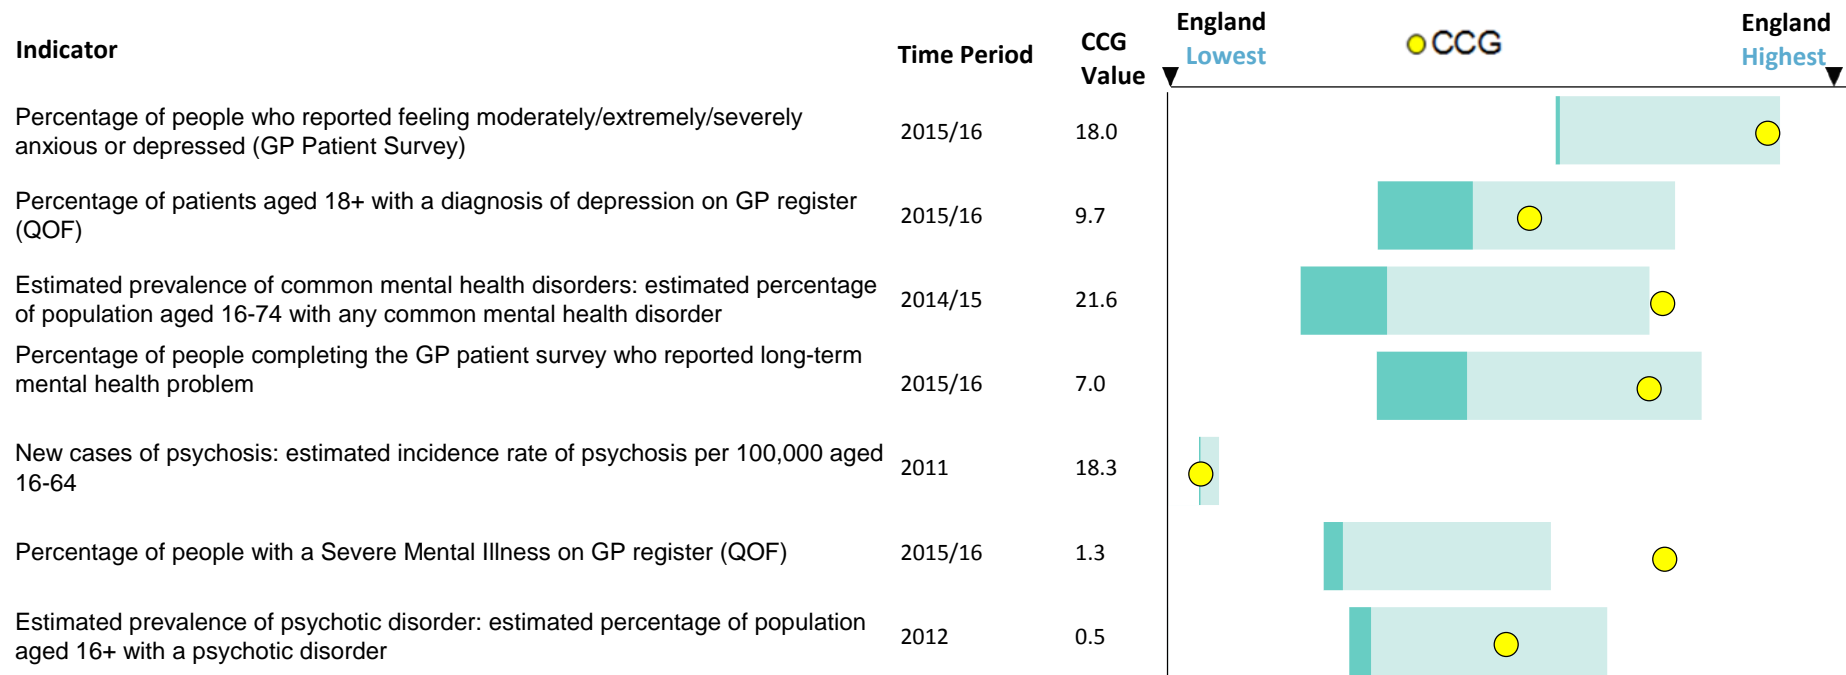 Indicator
Time Period
CCG
Value
England
Lowest
CCG
England
Highest
Percentage of people who reported feeling moderately/extremely/severely
anxious or depressed (GP Patient Survey)
2015/16
18.0
Percentage of patients aged 18+ with a diagnosis of depression on GP register
(QOF)
2015/16
9.7
Estimated prevalence of common mental health disorders: estimated percentage
of population aged 16-74 with any common mental health disorder
2014/15
21.6
Percentage of people completing the GP patient survey who reported long-term
mental health problem
2015/16
7.0
New cases of psychosis: estimated incidence rate of psychosis per 100,000 aged
16-64
2011
18.3
Percentage of people with a Severe Mental Illness on GP register (QOF)
2015/16
1.3
Estimated prevalence of psychotic disorder: estimated percentage of population
aged 16+ with a psychotic disorder
2012
0.5